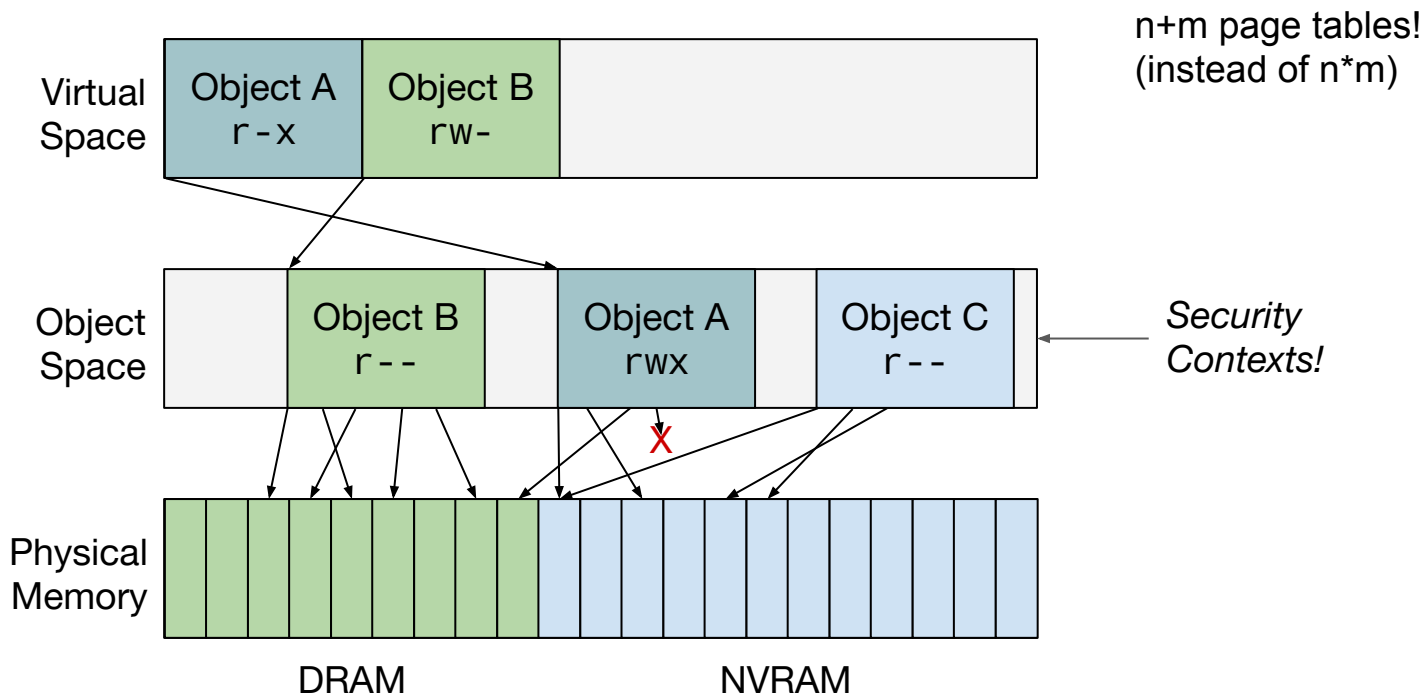 n+m page tables!
(instead of n*m)
Virtual
Space
Object A
r-x
Object B
rw-
Object
Space
Object B
r--
Object A
rwx
Object C
r--
Security
Contexts!
X
Physical
Memory
DRAM
NVRAM